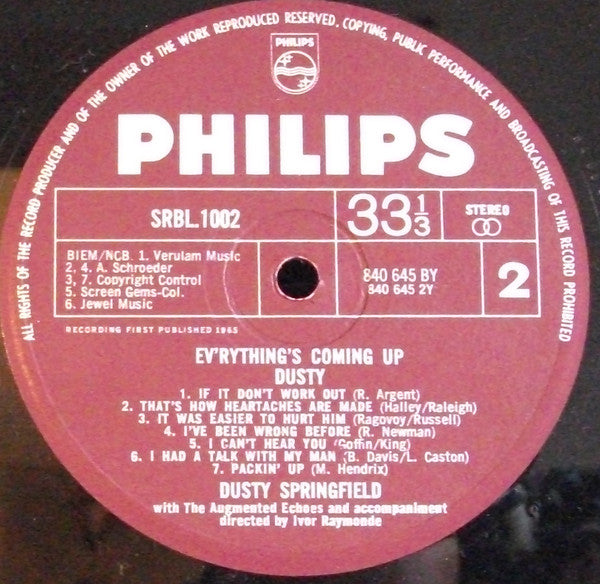 ALL RIGHTS OF THE RECORD PRODUCER AND OF THE OWNER OF THE WORK REPRODUCED RESERVED. COPYING, PUBLIC PERFORMANCE AND BROADCASTING OF THIS RECORD PROHIBITED
PHILIPS
PHILIPS
SRBL.1002
33 1/3
STEREO
BIEM/NCB. 1. Verulam Music
2, 4. A. Schroeder
3, 7. Copyright Control
5. Screen Gems-Col.
6. Jewel Music
840 645 BY
840 645 2Y
2
RECORDING FIRST PUBLISHED 1965
EV'RYTHING'S COMING UP
DUSTY
1. IF IT DON'T WORK OUT (R. Argent)
2. THAT'S HOW HEARTACHES ARE MADE (Halley/Raleigh)
3. IT WAS EASIER TO HURT HIM (Ragovoy/Russell)
4. I'VE BEEN WRONG BEFORE (R. Newman)
5. I CAN'T HEAR YOU (Goffin/King)
6. I HAD A TALK WITH MY MAN (B. Davis/L. Caston)
7. PACKIN' UP (M. Hendrix)
DUSTY SPRINGFIELD
with The Augmented Echoes and accompaniment
directed by Ivor Raymonde